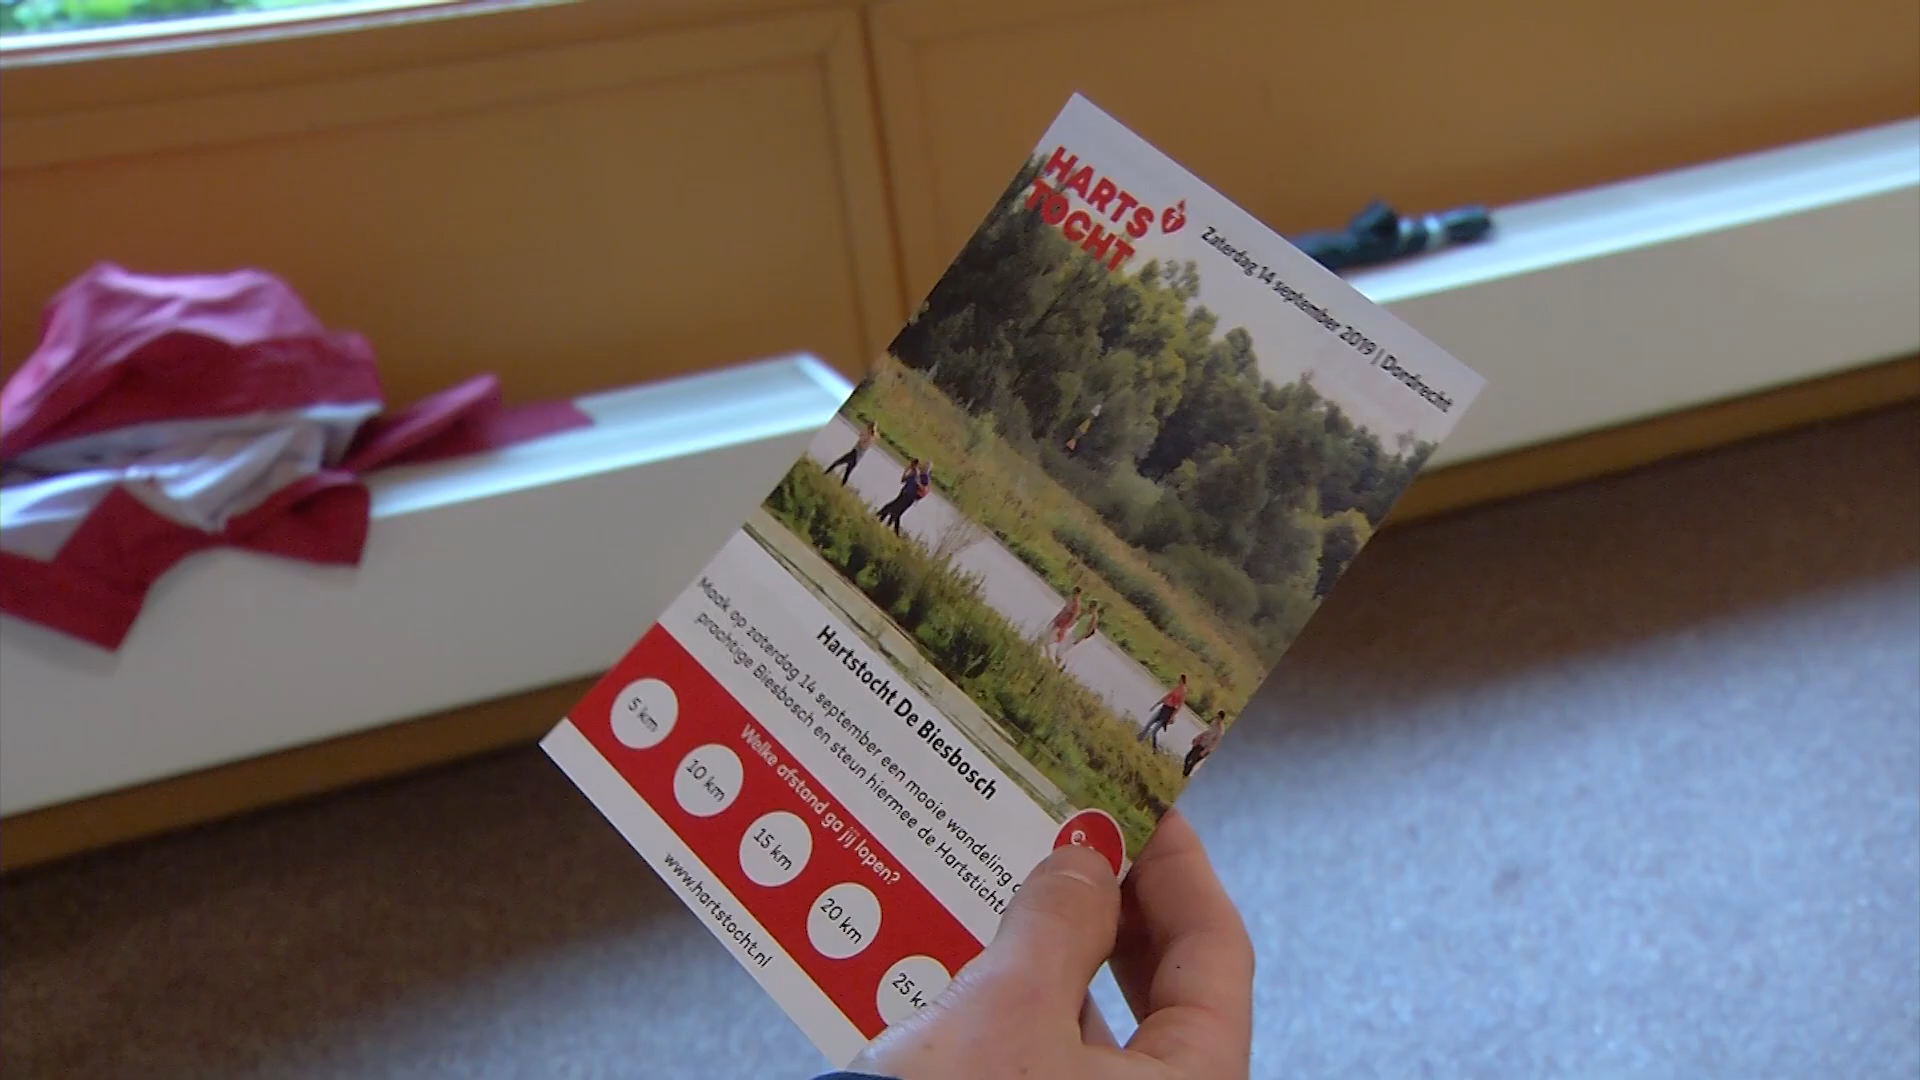 HARTS
TOCHT
Zaterdag 14 september 2019 | Dordrecht
Hartstocht De Biesbosch
Maak op zaterdag 14 september een mooie wandeling
prachtige Biesbosch en steun hiermee de
Welke afstand ga jij lopen?
5 km
10 km
15 km
20 km
25
www.hartstocht.nl